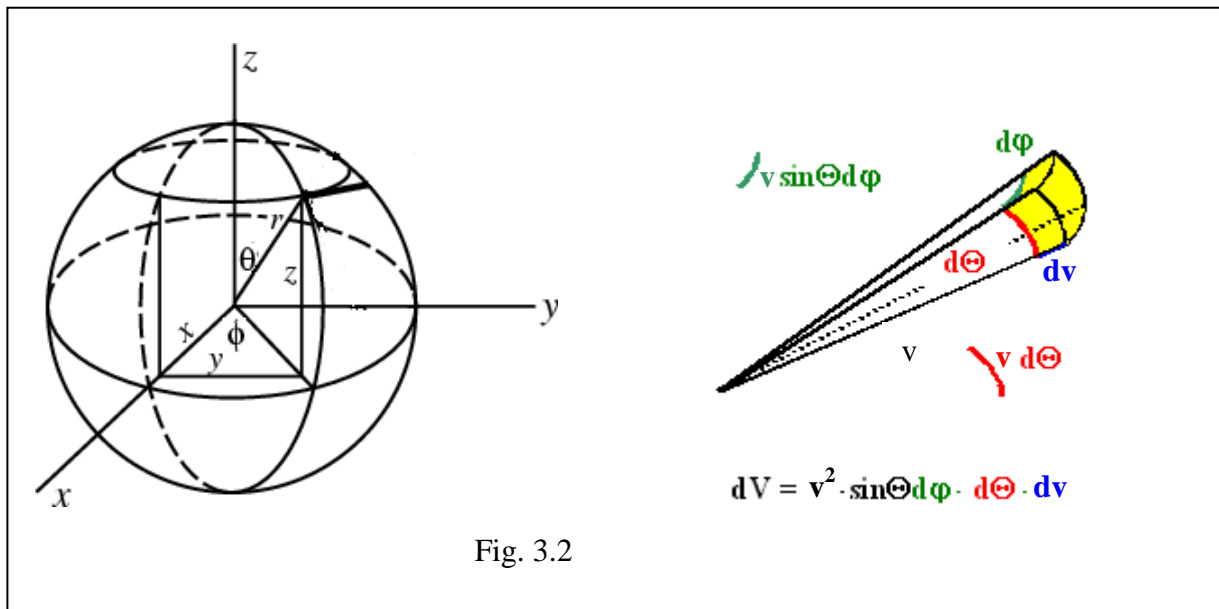 z
r
θ
z
y
x
ϕ
y
x
dφ
v sinΘdφ
dΘ
dv
v
v dΘ
dV = v² · sinΘdφ · dΘ · dv
Fig. 3.2